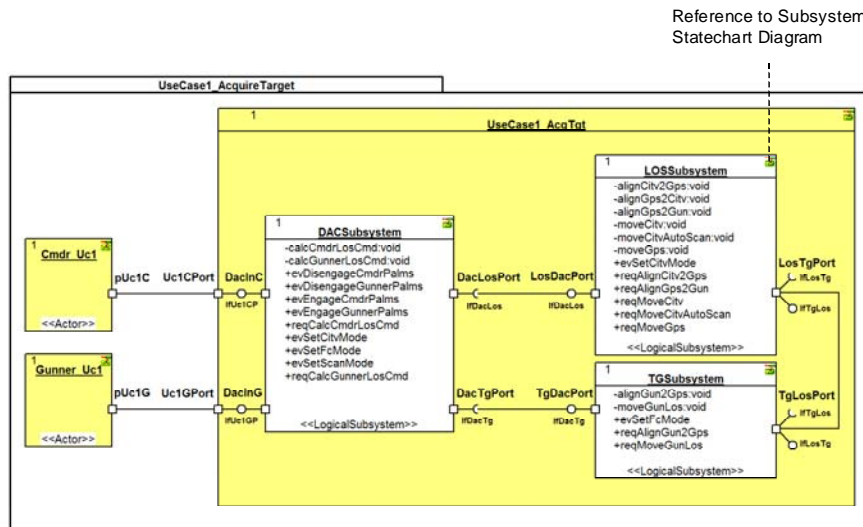 Reference to Subsystem
Statechart Diagram
UseCase1_AcquireTarget
1
UseCase1_AcqTgt
1
Cmdr_Uc1
<<Actor>>
pUc1C
Uc1CPort
1
Gunner_Uc1
<<Actor>>
pUc1G
Uc1GPort
DacInC
IfUc1CP
DacInG
IfUc1GP
1
DACSubsystem
-calcCmdrLosCmd:void
-calcGunnerLosCmd:void
+evDisengageCmdrPalms
+evDisengageGunnerPalms
+evEngageCmdrPalms
+evEngageGunnerPalms
+reqCalcCmdrLosCmd
+evSetCitvMode
+evSetFcMode
+evSetScanMode
+reqCalcGunnerLosCmd
<<LogicalSubsystem>>
DacLosPort
IfDacLos
LosDacPort
IfDacLos
DacTgPort
IfDacTg
TgDacPort
IfDacTg
1
LOSSubsystem
-alignCitv2Gps:void
-alignGps2Citv:void
-alignGps2Gun:void
-moveCitv:void
-moveCitvAutoScan:void
-moveGps:void
+evSetCitvMode
+reqAlignCitv2Gps
+reqAlignGps2Gun
+reqMoveCitv
+reqMoveCitvAutoScan
+reqMoveGps
<<LogicalSubsystem>>
LosTgPort
IfLosTg
IfTgLos
1
TGSubsystem
-alignGun2Gps:void
-moveGunLos:void
+evSetFcMode
+reqAlignGun2Gps
+reqMoveGunLos
<<LogicalSubsystem>>
TgLosPort
IfTgLos
IfLosTg